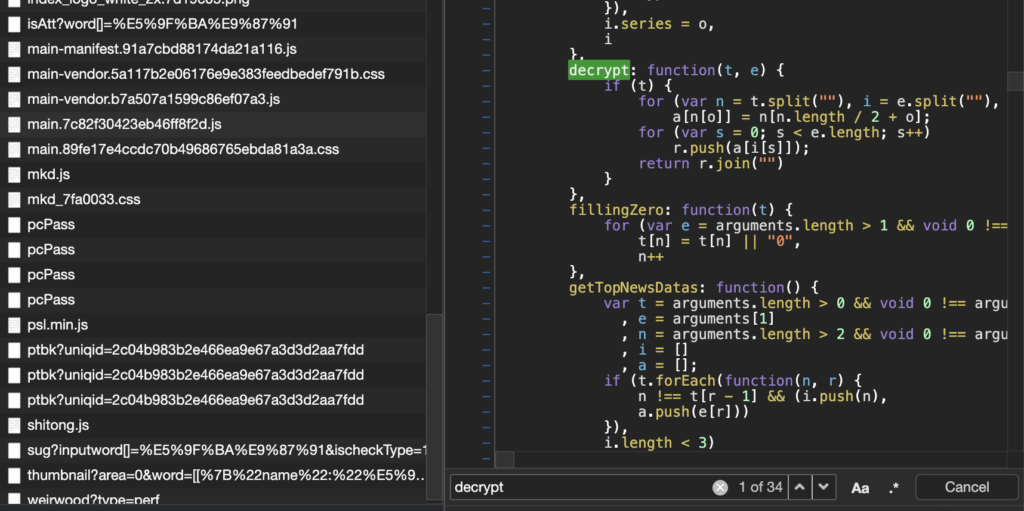 index_logo_white_2x.7d19c05.png
isAtt?word[]=%E5%9F%BA%E9%87%91
main-manifest.91a7cbd88174da21a116.js
main-vendor.5a117b2e06176e9e383feedbedef791b.css
main-vendor.b7a507a1599c86ef07a3.js
main.7c82f30423eb46ff8f2d.js
main.89fe17e4ccdc70b49686765ebda81a3a.css
mkd.js
mkd_7fa0033.css
pcPass
pcPass
pcPass
pcPass
psl.min.js
ptbk?uniqid=2c04b983b2e466ea9e67a3d3d2aa7fdd
ptbk?uniqid=2c04b983b2e466ea9e67a3d3d2aa7fdd
ptbk?uniqid=2c04b983b2e466ea9e67a3d3d2aa7fdd
shitong.js
sug?inputword[]=%E5%9F%BA%E9%87%91&ischeckType=1
thumbnail?area=0&word=[[%7B%22name%22:%22%E5%9...
weirwood?type=perf
}),
i.series = o,
i
},
decrypt: function(t, e) {
if (t) {
for (var n = t.split(""), i = e.split(""),
a[n[o]] = n[n.length / 2 + o];
for (var s = 0; s < e.length; s++)
r.push(a[i[s]]);
return r.join("")
}
},
fillingZero: function(t) {
for (var e = arguments.length > 1 && void 0 !==
t[n] = t[n] || "0",
n++
},
getTopNewsDatas: function() {
var t = arguments.length > 0 && void 0 !== argu
, e = arguments[1]
, n = arguments.length > 2 && void 0 !== argu
, i = []
, a = [];
if (t.forEach(function(n, r) {
n !== t[r - 1] && (i.push(n),
a.push(e[r]))
}),
i.length < 3)
decrypt
1 of 34
Aa
.*
Cancel